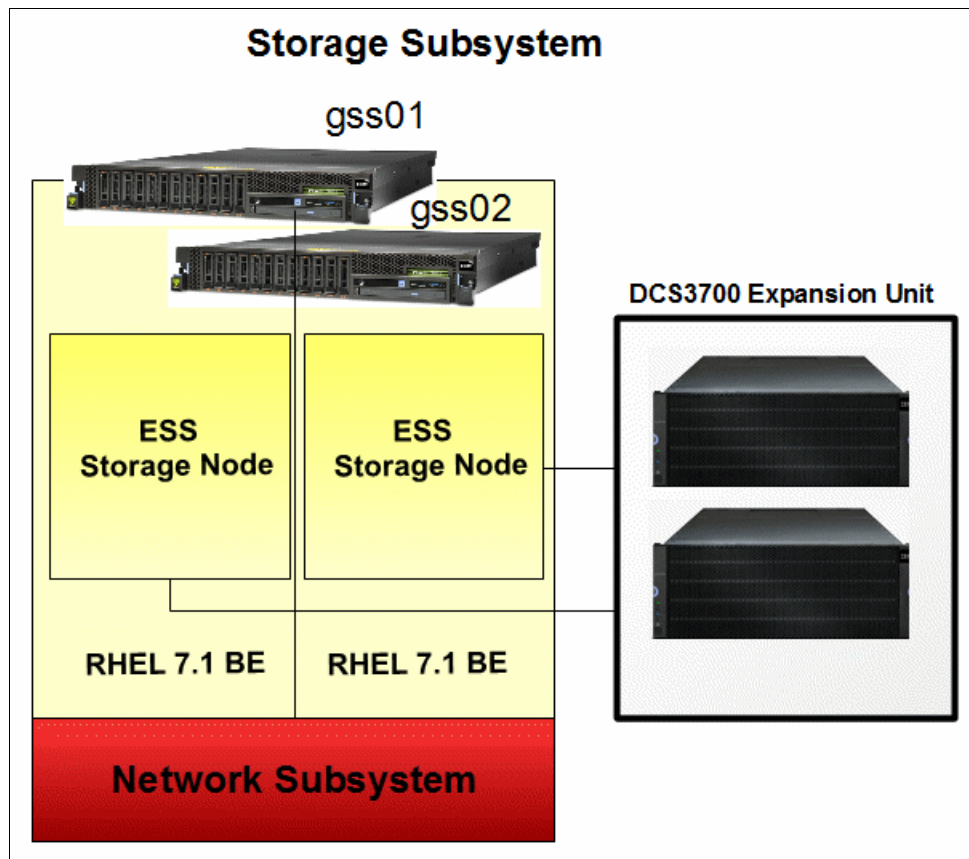 Storage Subsystem
gss01
gss02
DCS3700 Expansion Unit
ESS
Storage Node
ESS
Storage Node
RHEL 7.1 BE
RHEL 7.1 BE
Network Subsystem